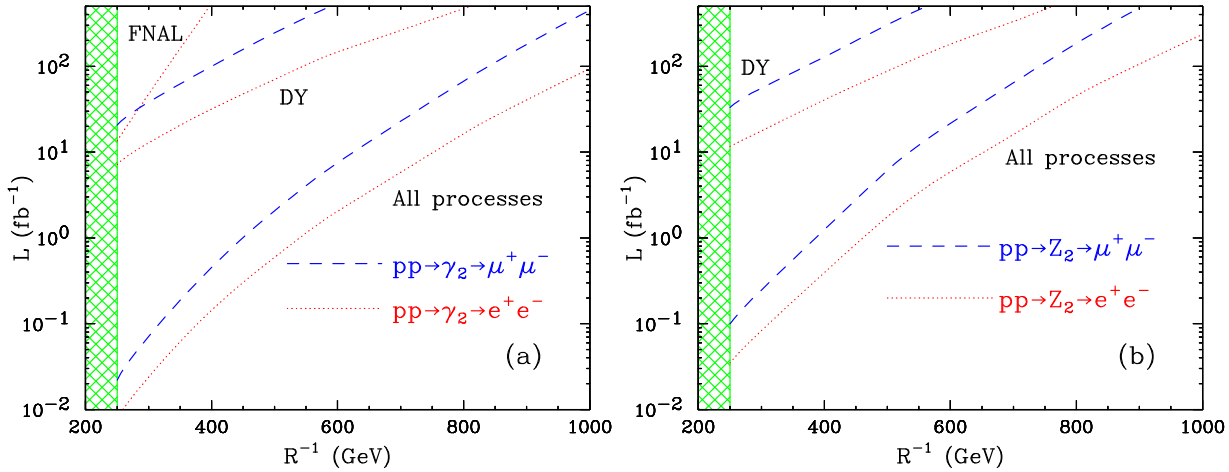 FNAL
10²
DY
10¹
All processes
L (fb⁻¹)
10⁰
pp→γ₂→μ⁺μ⁻
pp→γ₂→e⁺e⁻
10⁻¹
(a)
10⁻²
200 400 600 800 1000
R⁻¹ (GeV)
10²
DY
10¹
All processes
L (fb⁻¹)
10⁰
pp→Z₂→μ⁺μ⁻
pp→Z₂→e⁺e⁻
10⁻¹
(b)
10⁻²
200 400 600 800 1000
R⁻¹ (GeV)